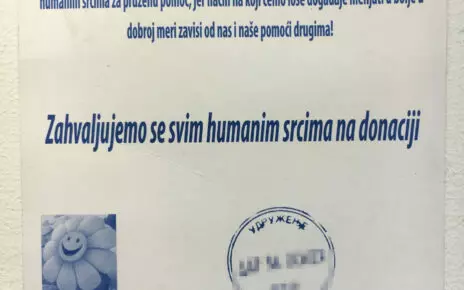 humanim srcima za pruženu pomoć, jer način na koji ćemo loše događaje menjati u bolje u
dobroj meri zavisi od nas i naše pomoći drugima!
Zahvaljujemo se svim humanim srcima na donaciji
УДРУЖЕЊЕ